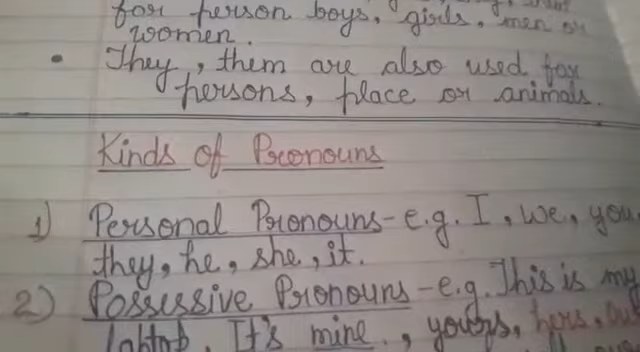 for person boys, girls, men or
women.
• They, them are also used for
persons, place or animals.
Kinds of Pronouns
1) Personal Pronouns - e.g. I, we, you
they, he, she, it.
2) Possessive Pronouns - e.g. This is my
laptop. It's mine., yours, hers,